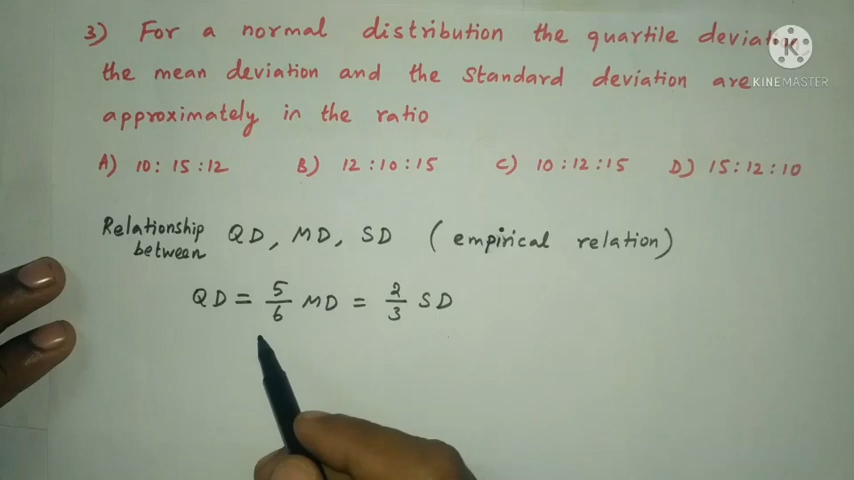 3) For a normal distribution the quartile
the mean deviation and the Standard deviation are
approximately in the ratio
A) 10: 15:12 B) 12:10:15 C) 10:12:15 D) 15:12:10
Relationship between QD, MD, SD (empirical relation)
QD = 5/6 MD = 2/3 SD
K
KINEMASTER